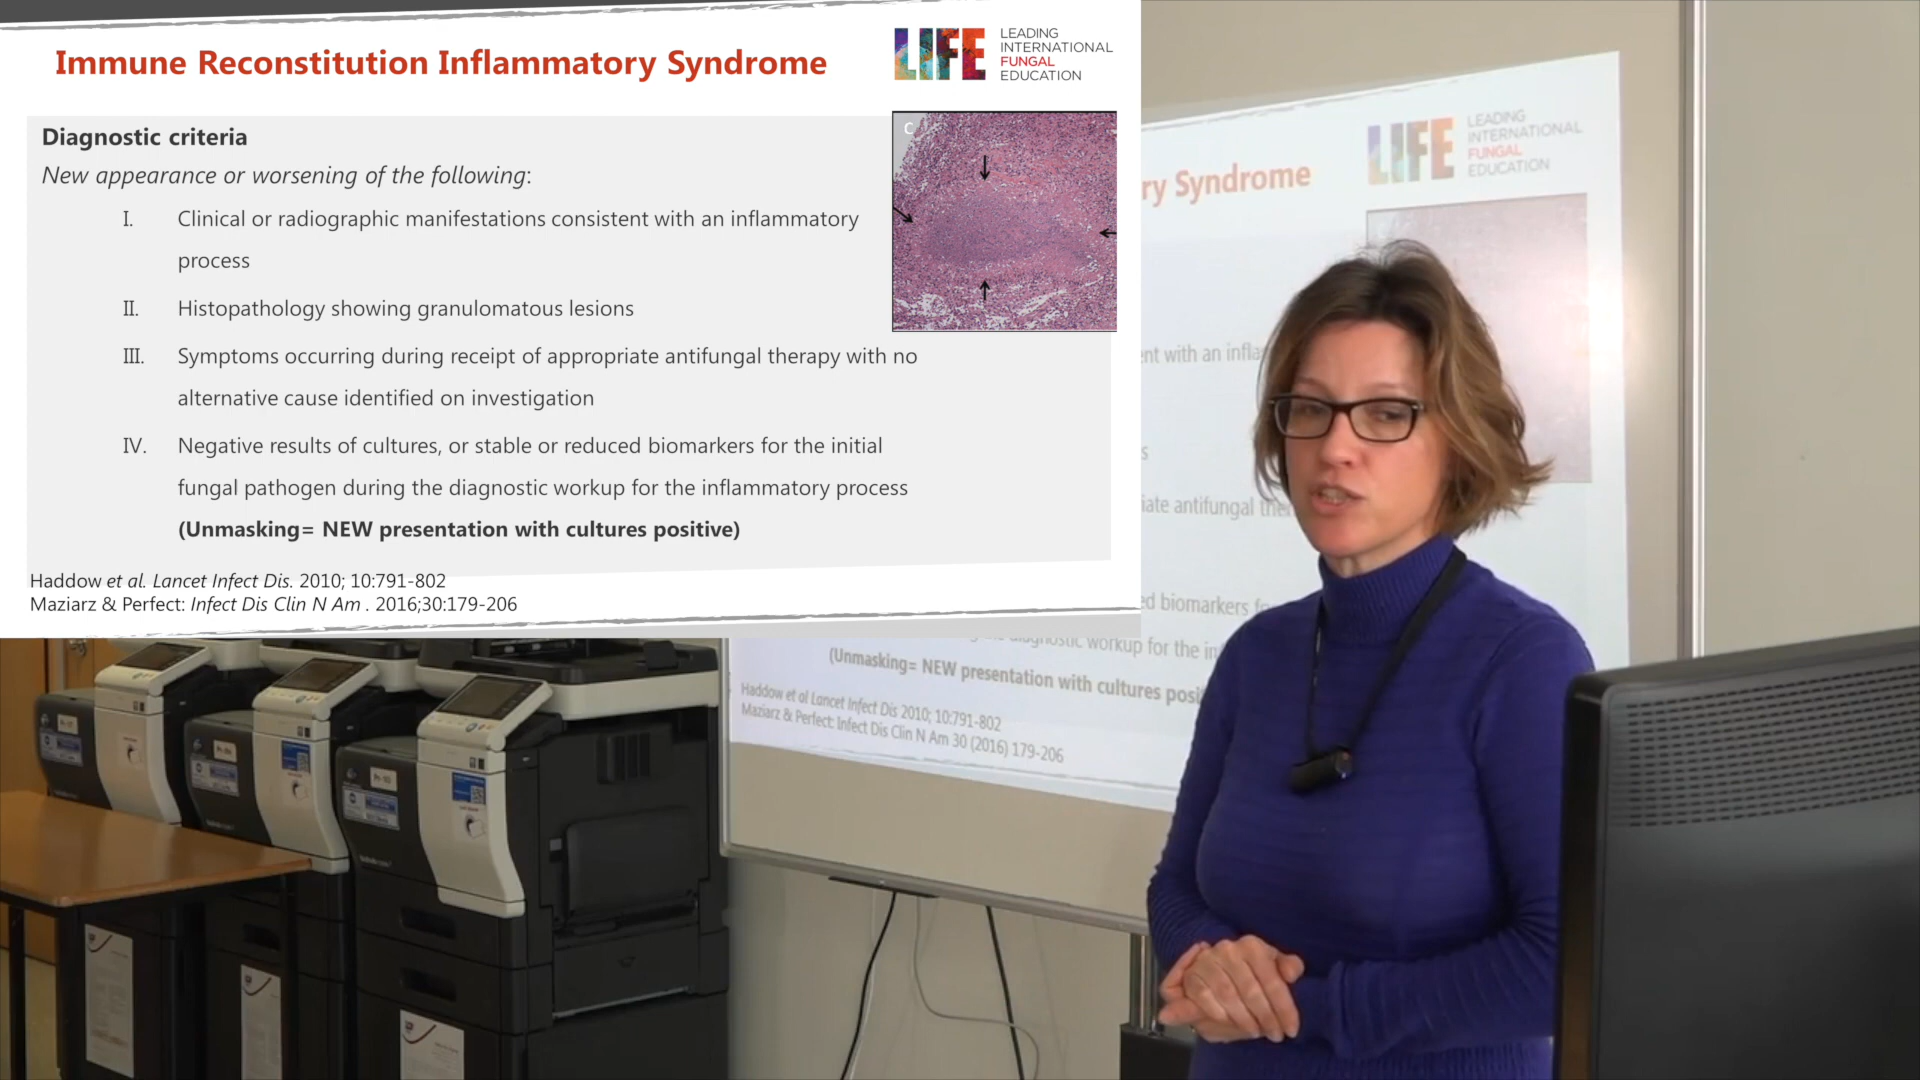 Immune Reconstitution Inflammatory Syndrome
LIFE
LEADING
INTERNATIONAL
FUNGAL
EDUCATION
Diagnostic criteria
New appearance or worsening of the following:
I. Clinical or radiographic manifestations consistent with an inflammatory
process
II. Histopathology showing granulomatous lesions
III. Symptoms occurring during receipt of appropriate antifungal therapy with no
alternative cause identified on investigation
IV. Negative results of cultures, or stable or reduced biomarkers for the initial
fungal pathogen during the diagnostic workup for the inflammatory process
(Unmasking= NEW presentation with cultures positive)
C
Haddow et al. Lancet Infect Dis. 2010; 10:791-802
Maziarz & Perfect: Infect Dis Clin N Am . 2016;30:179-206
ry Syndrome
LIFE
LEADING
INTERNATIONAL
FUNGAL
EDUCATION
nt with an infla
s
iate antifungal ther
ed biomarkers f
diagnostic workup for the in
(Unmasking= NEW presentation with cultures posi
Haddow et al Lancet Infect Dis 2010; 10:791-802
Maziarz & Perfect: Infect Dis Clin N Am 30 (2016) 179-206